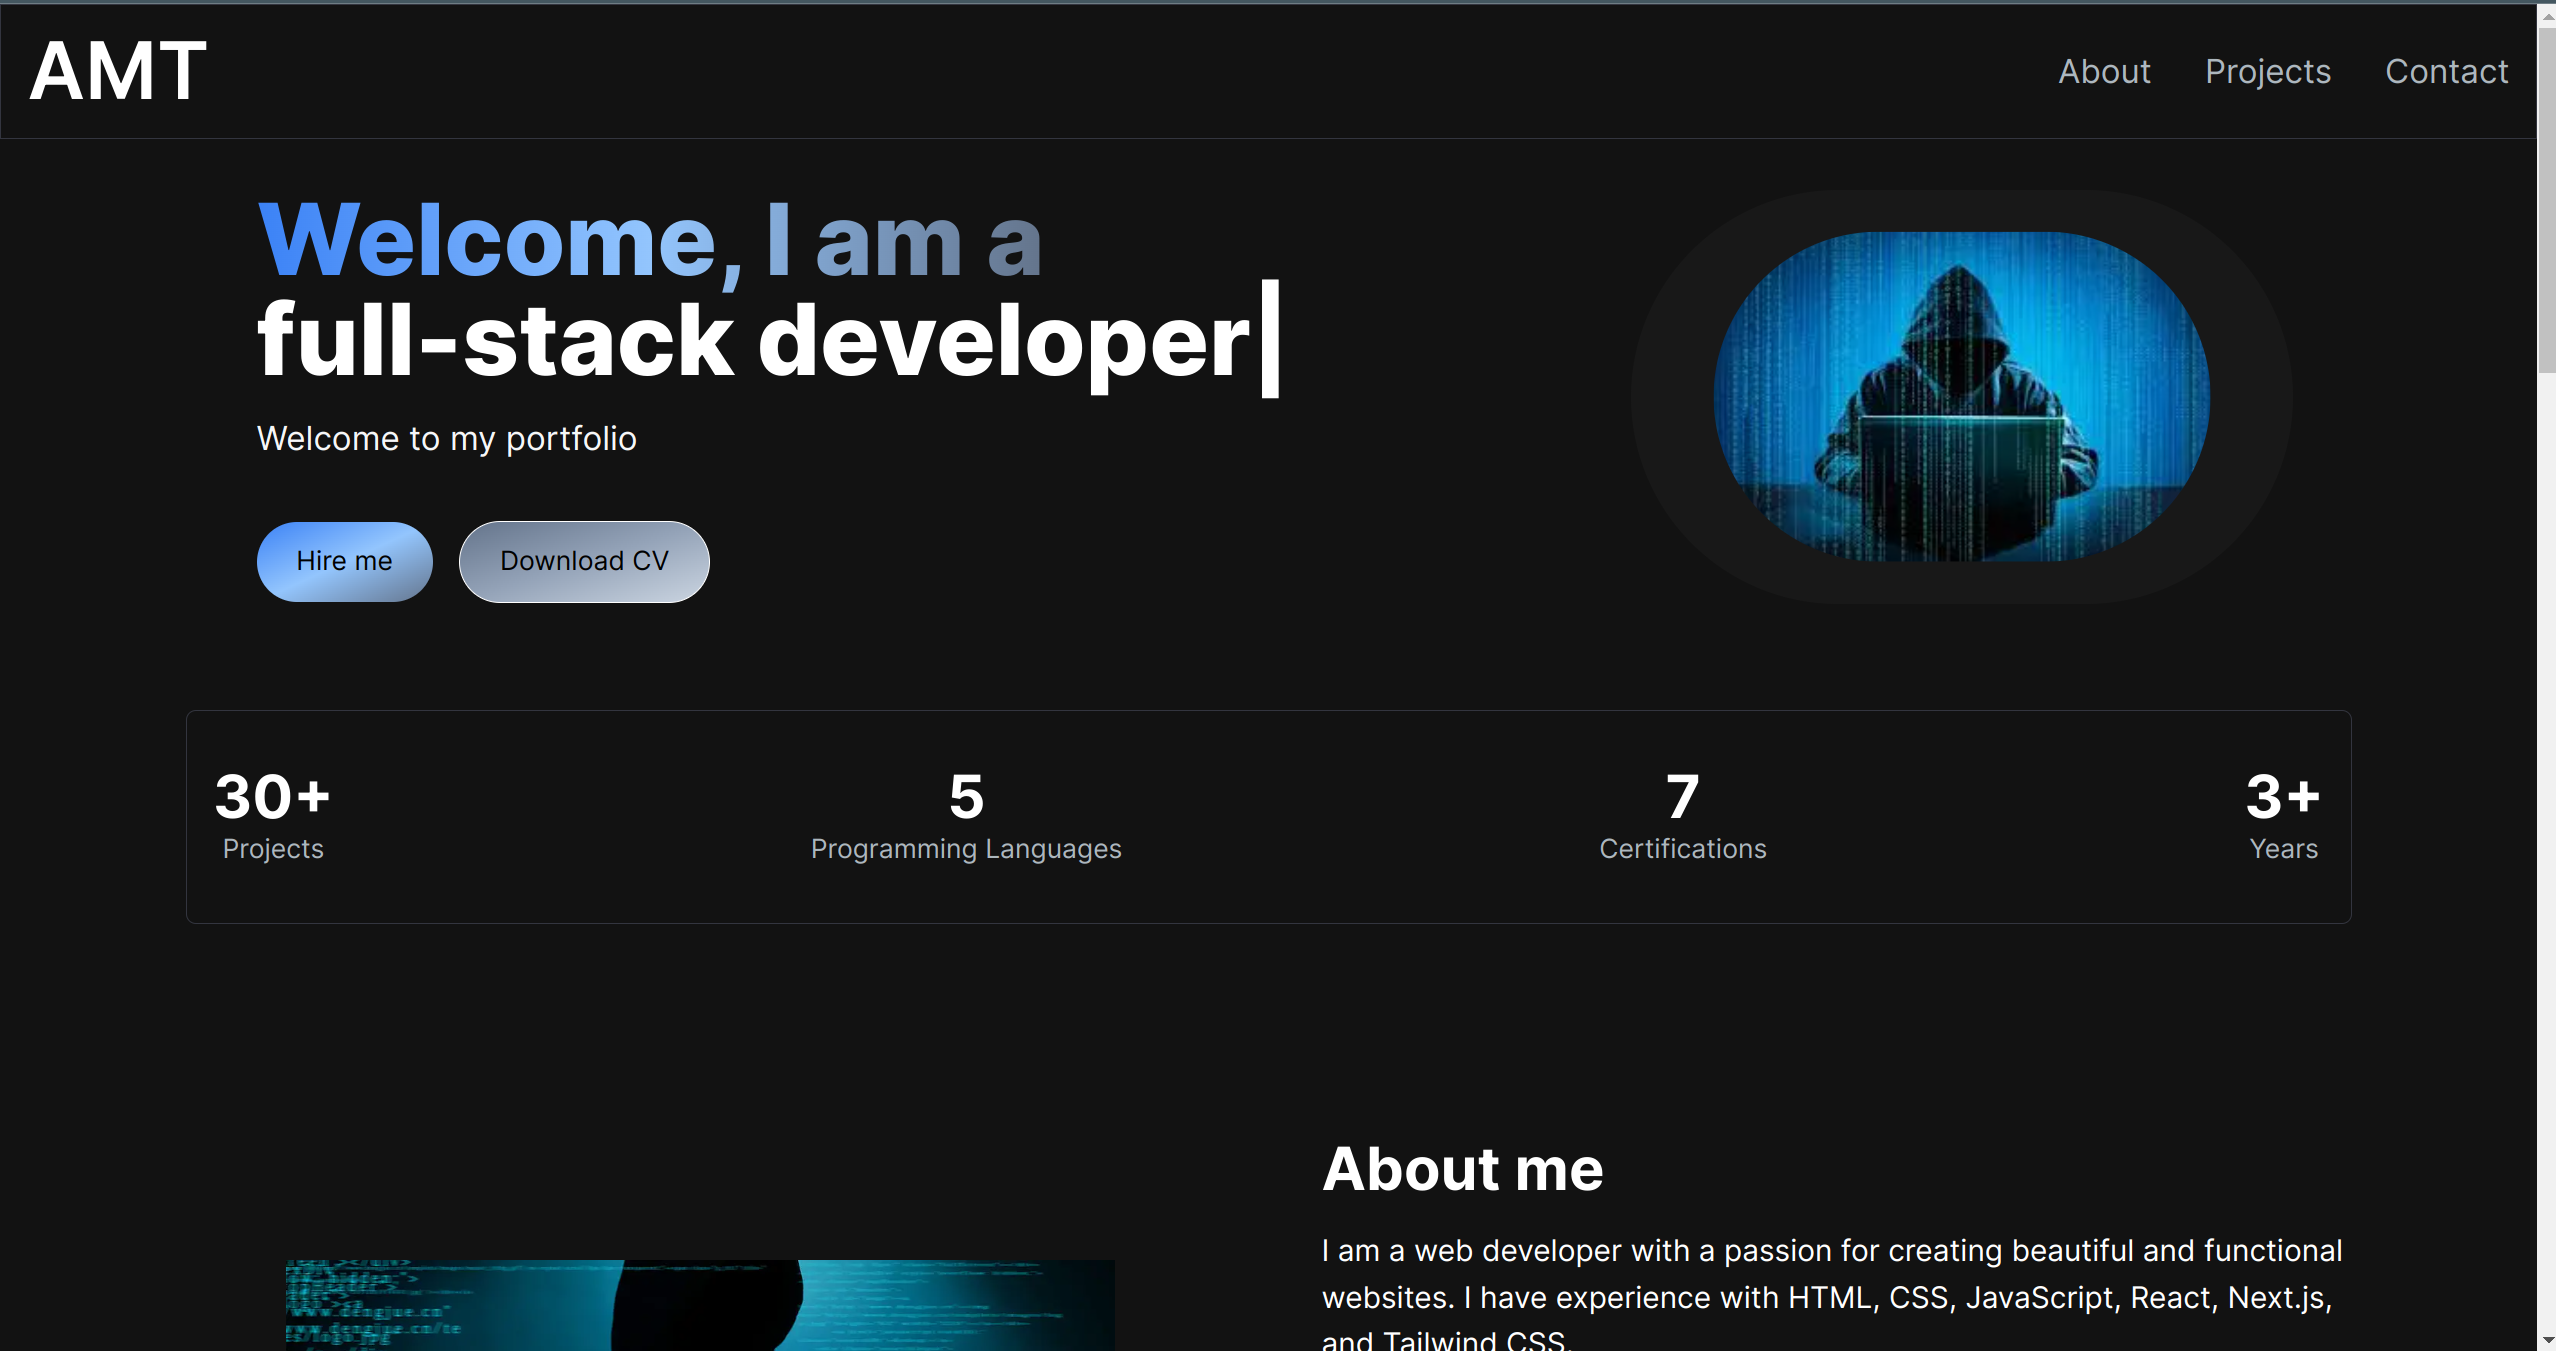 AMT
About Projects Contact
Welcome, I am a
full-stack developer
Welcome to my portfolio
Hire me Download CV
30+ 5 7 3+
Projects Programming Languages Certifications Years
About me
I am a web developer with a passion for creating beautiful and functional
websites. I have experience with HTML, CSS, JavaScript, React, Next.js,
and Tailwind CSS.